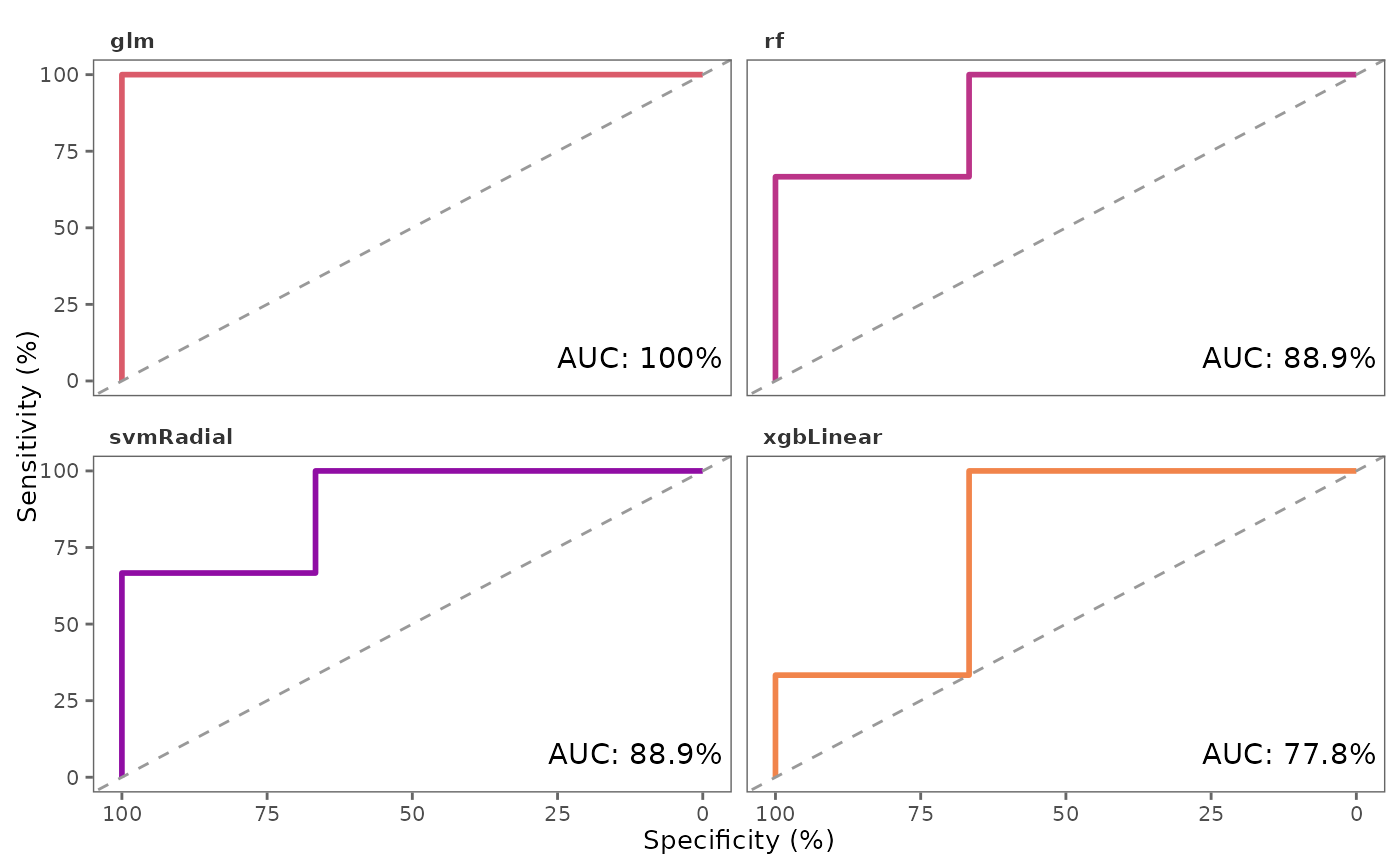 glm
rf
100
75
50
25
0
AUC: 100%
AUC: 88.9%
Sensitivity (%)
svmRadial
xgbLinear
100
75
50
25
0
AUC: 88.9%
AUC: 77.8%
100 75 50 25 0 100 75 50 25 0
Specificity (%)